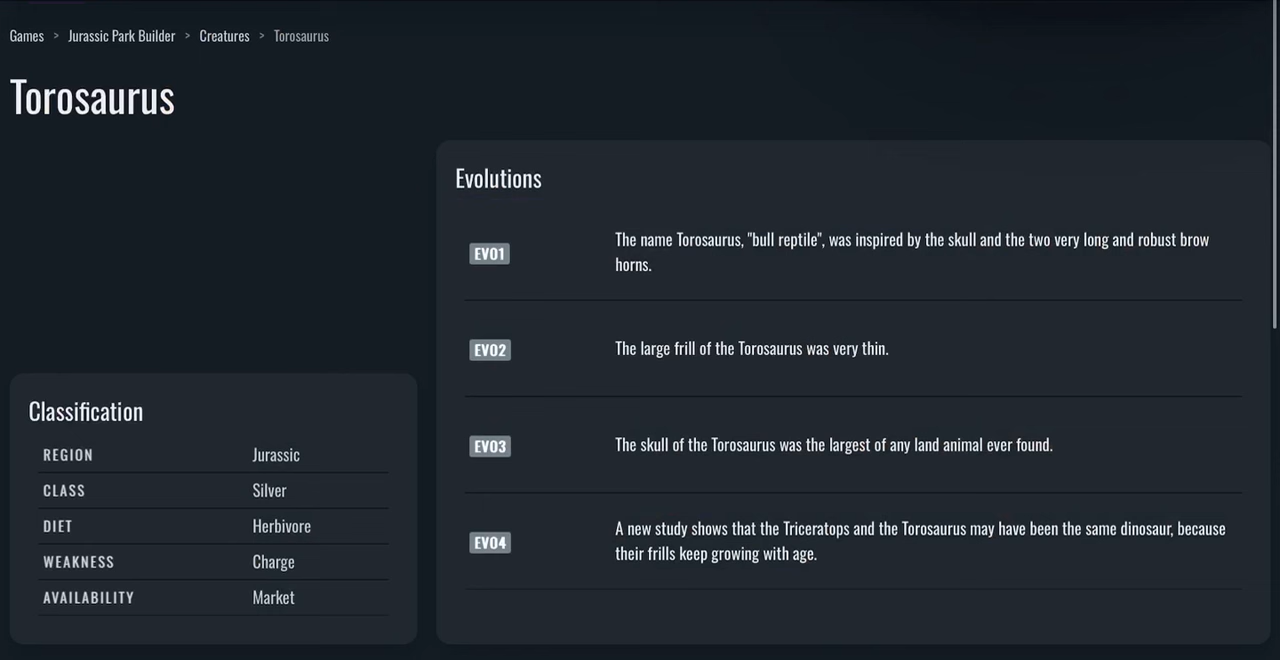 Games > Jurassic Park Builder > Creatures > Torosaurus
Torosaurus
Classification
REGION Jurassic
CLASS Silver
DIET Herbivore
WEAKNESS Charge
AVAILABILITY Market
Evolutions
EVO1 The name Torosaurus, "bull reptile", was inspired by the skull and the two very long and robust brow
horns.
EVO2 The large frill of the Torosaurus was very thin.
EVO3 The skull of the Torosaurus was the largest of any land animal ever found.
EVO4 A new study shows that the Triceratops and the Torosaurus may have been the same dinosaur, because
their frills keep growing with age.